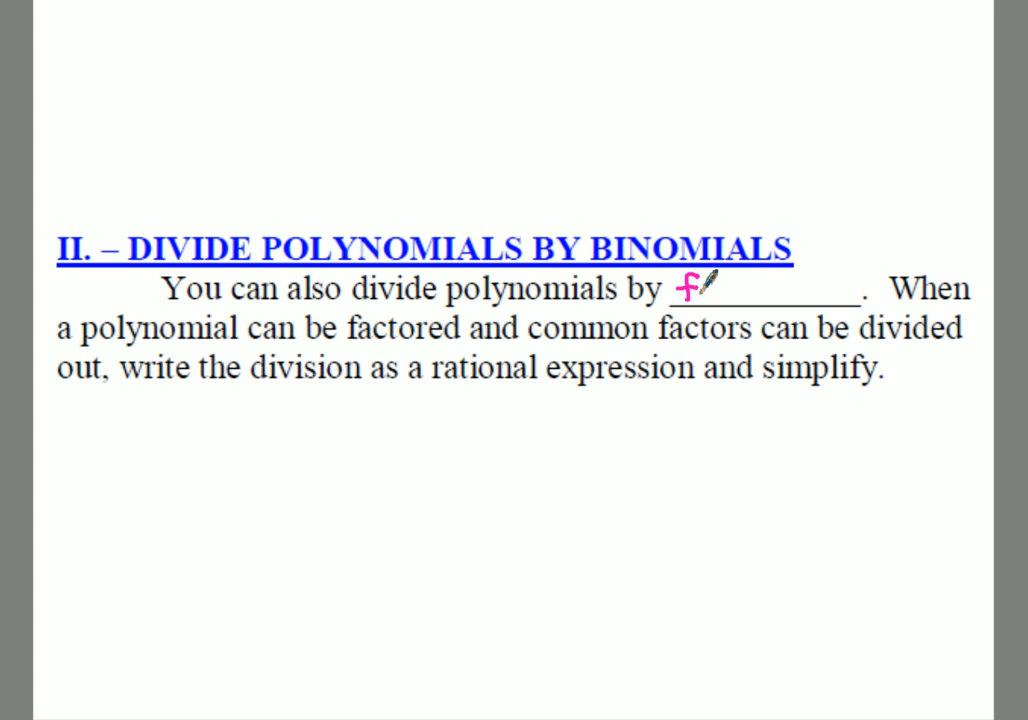 II. – DIVIDE POLYNOMIALS BY BINOMIALS
You can also divide polynomials by f____________. When
a polynomial can be factored and common factors can be divided
out, write the division as a rational expression and simplify.